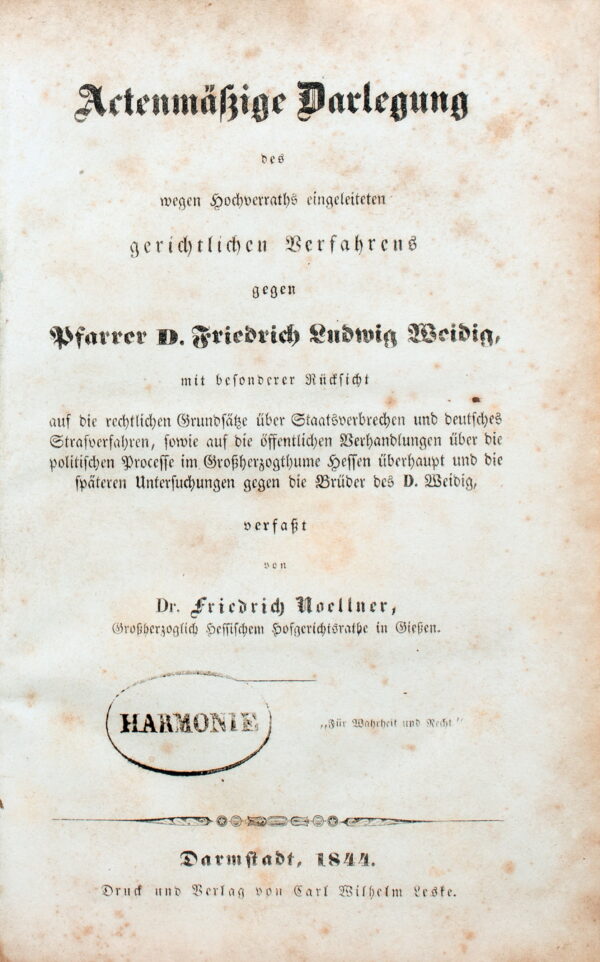 Actenmäßige Darlegung
des
wegen Hochverraths eingeleiteten
gerichtlichen Verfahrens
gegen
Pfarrer D. Friedrich Ludwig Weidig,
mit besonderer Rücksicht
auf die rechtlichen Grundsätze über Staatsverbrechen und deutsches
Strafverfahren, sowie auf die öffentlichen Verhandlungen über die
politischen Processe im Großherzogthume Hessen überhaupt und die
späteren Untersuchungen gegen die Brüder des D. Weidig,
verfaßt
von
Dr. Friedrich Noellner,
Großherzoglich Hessischem Hofgerichtsrathe in Gießen.
HARMONIE
„Für Wahrheit und Recht“
Darmstadt, 1844.
Druck und Verlag von Carl Wilhelm Leske.